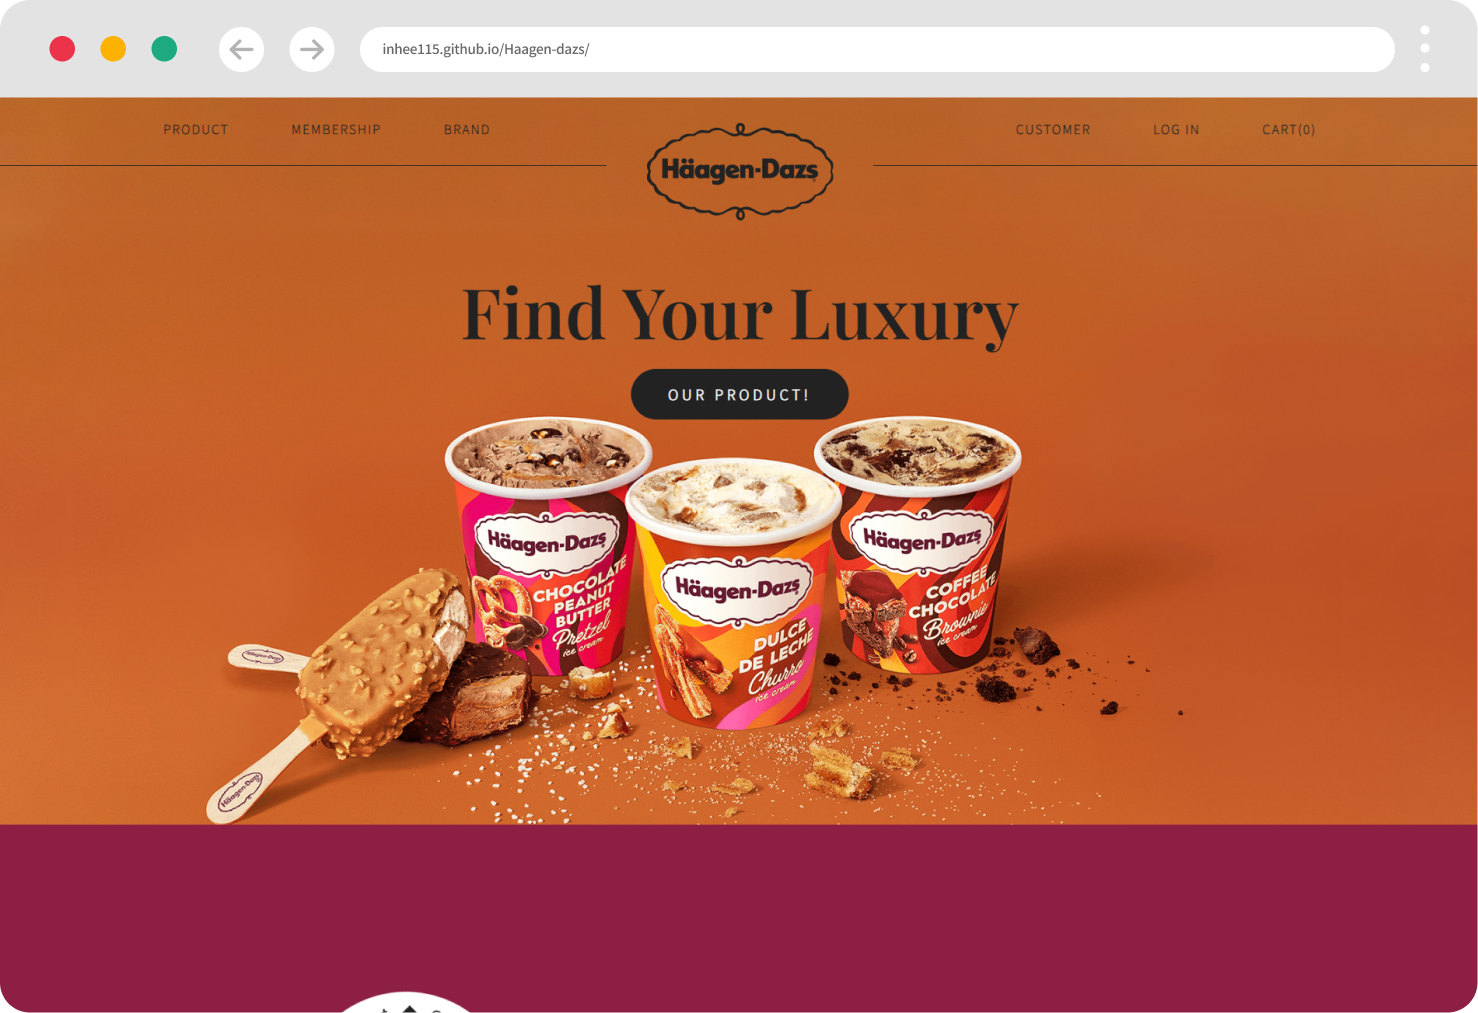 inhee115.github.io/Haagen-dazs/
PRODUCT
MEMBERSHIP
BRAND
Häagen-Dazs
CUSTOMER
LOG IN
CART(0)
Find Your Luxury
OUR PRODUCT!
Häagen-Dazs
CHOCOLATE
PEANUT
BUTTER
Pretzel
ice cream
Häagen-Dazs
DULCE
DE LECHE
Churro
ice cream
Häagen-Dazs
COFFEE
CHOCOLATE
Brownie
ice cream
Häagen-Dazs
Häagen-Dazs